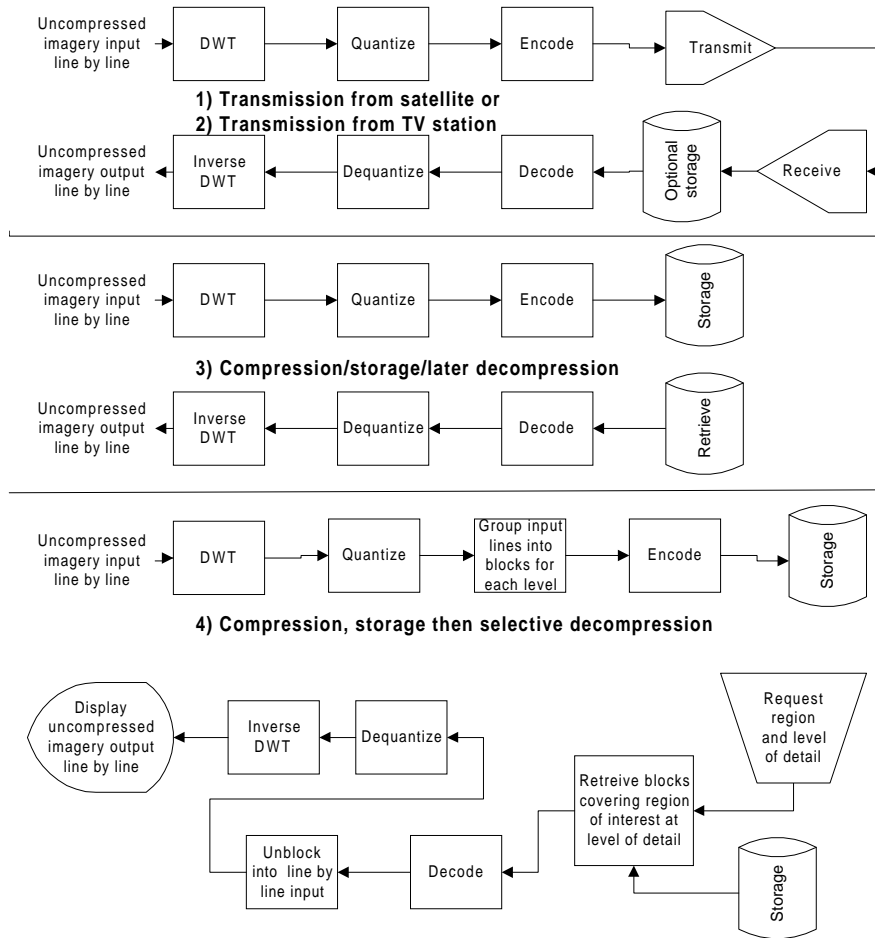 Uncompressed
imagery input
line by line
DWT
Quantize
Encode
Transmit
1) Transmission from satellite or
2) Transmission from TV station
Uncompressed
imagery output
line by line
Inverse
DWT
Dequantize
Decode
Optional
storage
Receive
Uncompressed
imagery input
line by line
DWT
Quantize
Encode
Storage
3) Compression/storage/later decompression
Uncompressed
imagery output
line by line
Inverse
DWT
Dequantize
Decode
Retrieve
Uncompressed
imagery input
line by line
DWT
Quantize
Group input
lines into
blocks for
each level
Encode
Storage
4) Compression, storage then selective decompression
Display
uncompressed
imagery output
line by line
Inverse
DWT
Dequantize
Request
region
and level
of detail
Retreive blocks
covering region
of interest at
level of detail
Unblock
into line by
line input
Decode
Storage